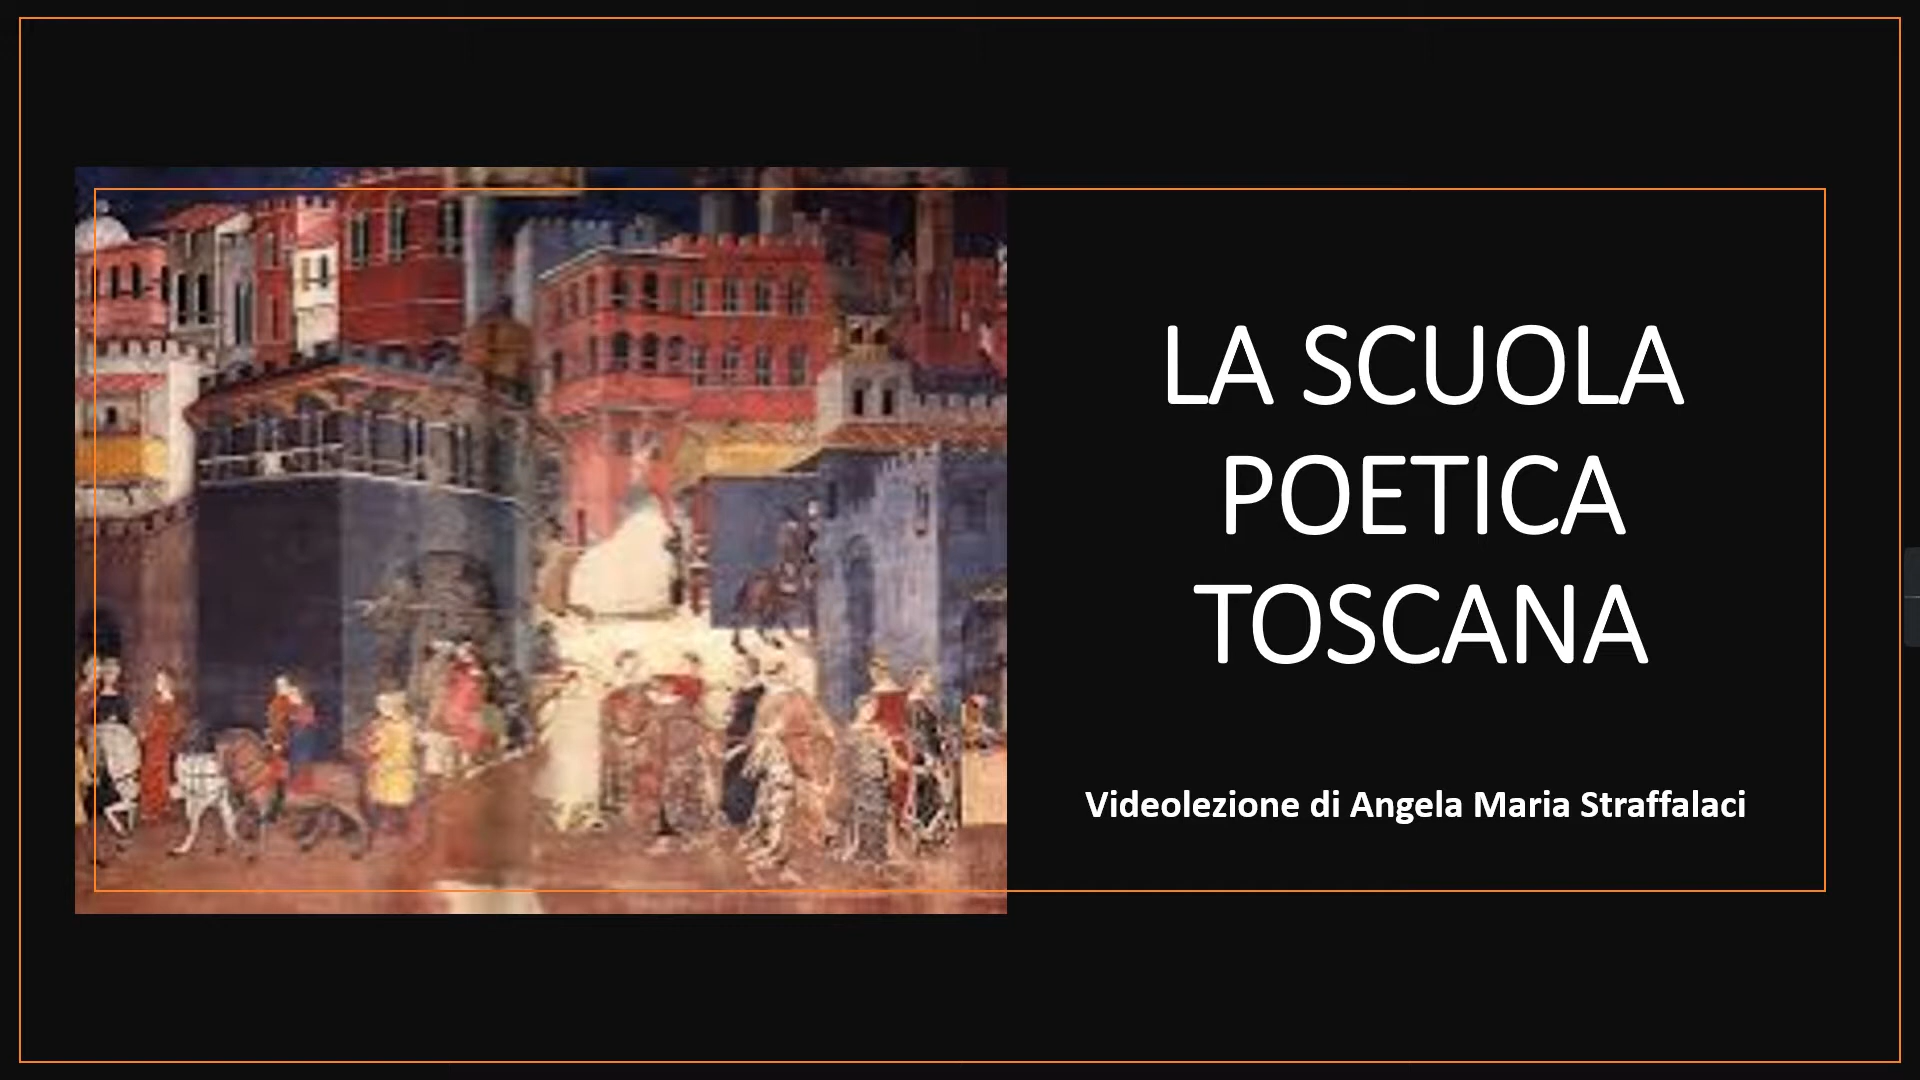 LA SCUOLA
POETICA
TOSCANA
Videolezione di Angela Maria Straffalaci